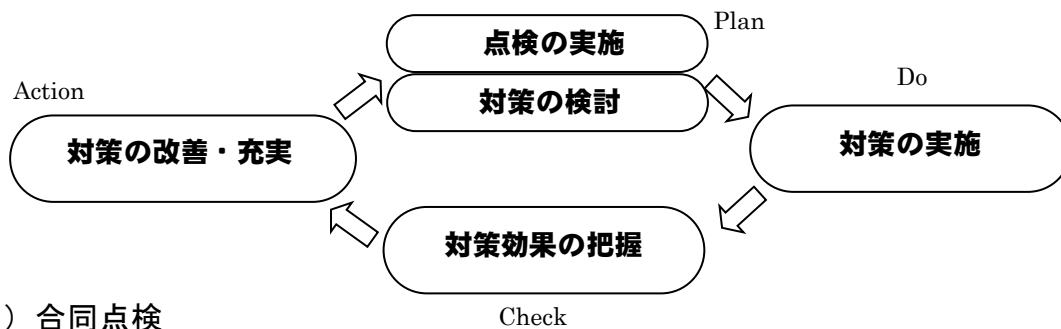 点検の実施
Plan
対策の検討
Do
対策の実施
Action
対策の改善・充実
対策効果の把握
Check
）合同点検